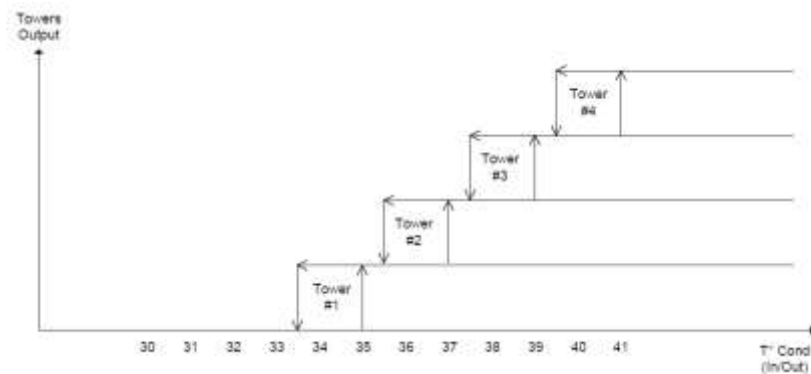 Towers
Output
Tower
#4
Tower
#3
Tower
#2
Tower
#1
30 31 32 33 34 35 36 37 38 39 40 41
T° Cond
(In/Out)